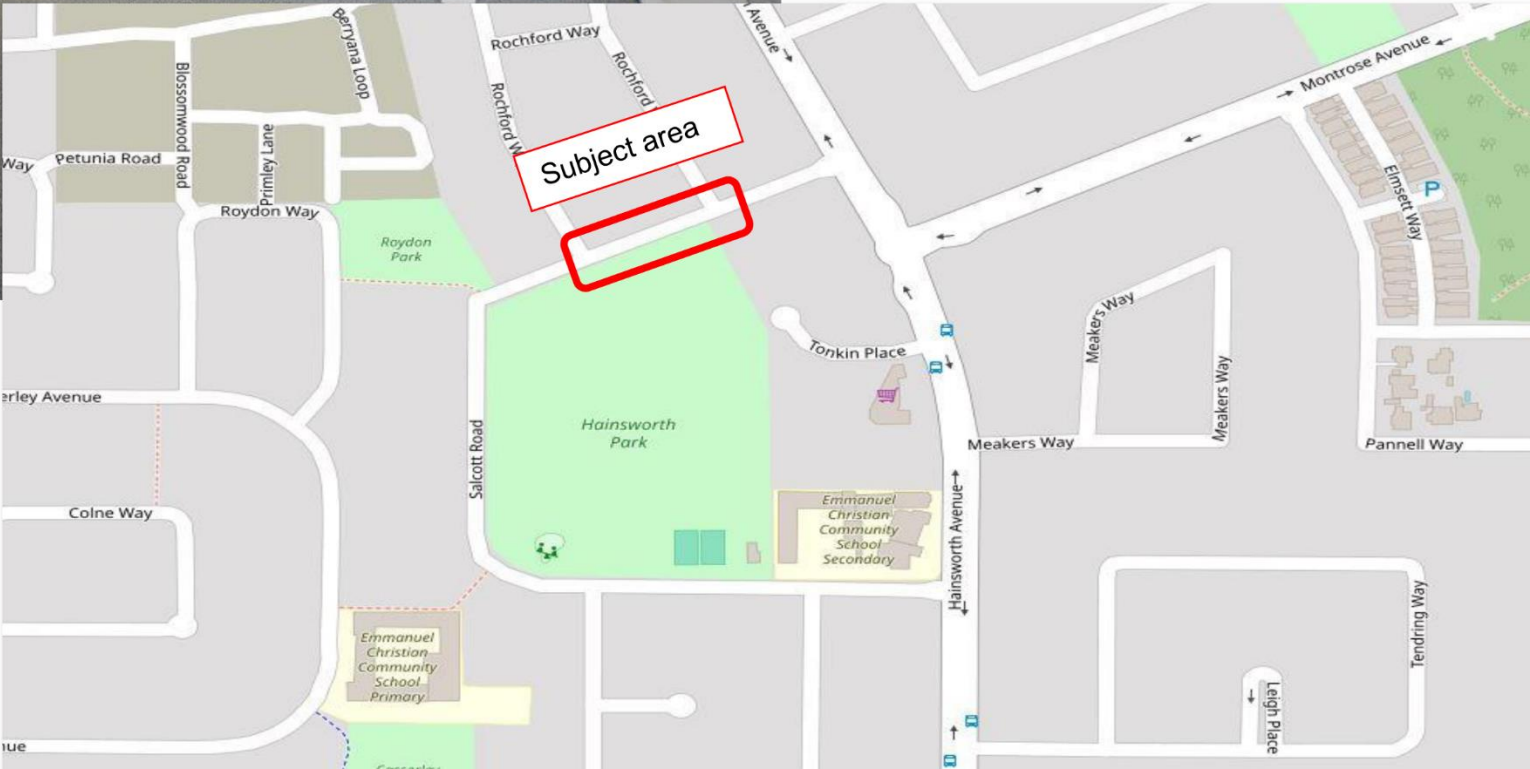 Berryana Loop
Rochford Way
Avenue
Montrose Avenue
Blossomwood Road
Rochford
Rochford W
Primley Lane
Way
Petunia Road
Subject area
Elmsett Way
P
Roydon Way
Roydon
Park
Meakers Way
Tonkin Place
Meakers Way
erley Avenue
Salcott Road
Hainsworth
Park
Meakers Way
Pannell Way
Colne Way
Emmanuel
Christian
Community
School
Secondary
Hainsworth Avenue
Tendring Way
Emmanuel
Christian
Community
School
Primary
Leigh Place
nue